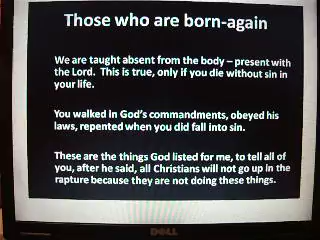 Those who are born-again
We are taught absent from the body – present with
the Lord.  This is true, only if you die without sin in
your life.
You walked in God's commandments, obeyed his
laws, repented when you did fall into sin.
These are the things God listed for me, to tell all of
you, after he said, all Christians will not go up in the
rapture because they are not doing these things.
DELL